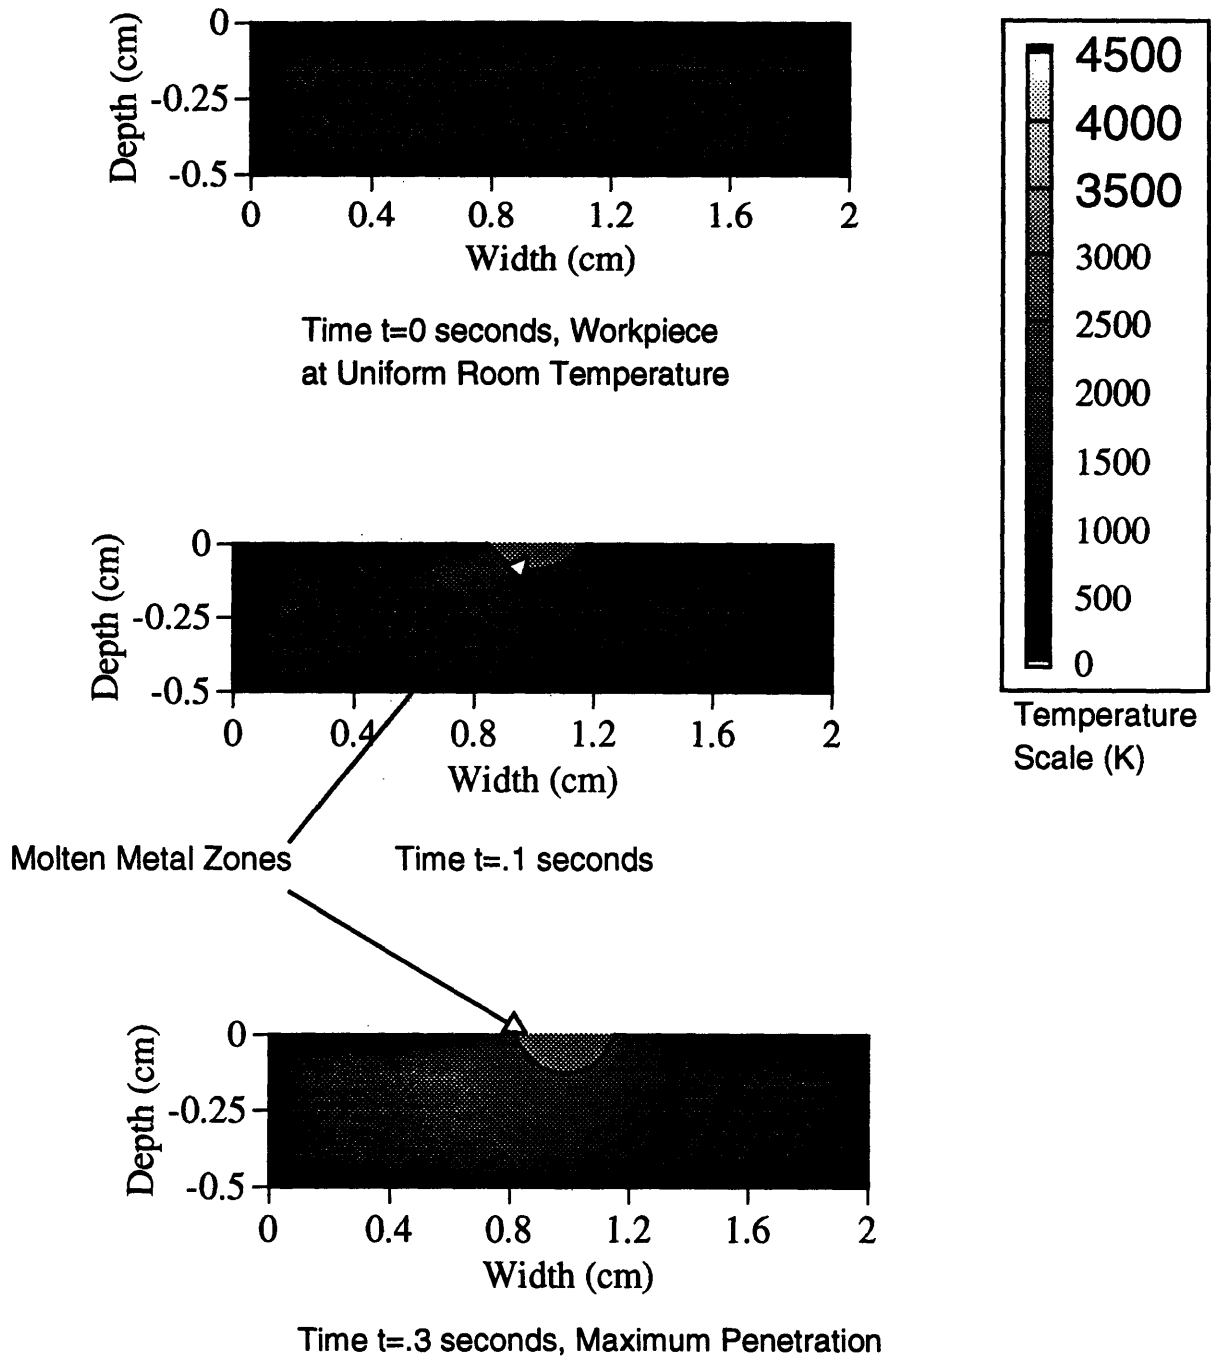 0
-0.25
-0.5
Depth (cm)
0 0.4 0.8 1.2 1.6 2
Width (cm)
Time t=0 seconds, Workpiece
at Uniform Room Temperature
4500
4000
3500
3000
2500
2000
1500
1000
500
0
Temperature
Scale (K)
0
-0.25
-0.5
Depth (cm)
0 0.4 0.8 1.2 1.6 2
Width (cm)
Molten Metal Zones
Time t=.1 seconds
0
-0.25
-0.5
Depth (cm)
0 0.4 0.8 1.2 1.6 2
Width (cm)
Time t=.3 seconds, Maximum Penetration